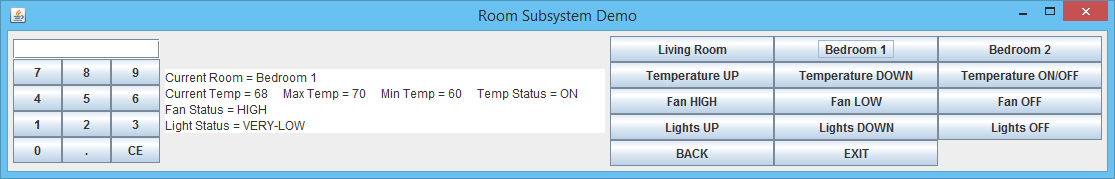 Room Subsystem Demo
7 8 9
4 5 6
1 2 3
0 . CE
Current Room = Bedroom 1
Current Temp = 68 Max Temp = 70 Min Temp = 60 Temp Status = ON
Fan Status = HIGH
Light Status = VERY-LOW
Living Room Bedroom 1 Bedroom 2
Temperature UP Temperature DOWN Temperature ON/OFF
Fan HIGH Fan LOW Fan OFF
Lights UP Lights DOWN Lights OFF
BACK EXIT